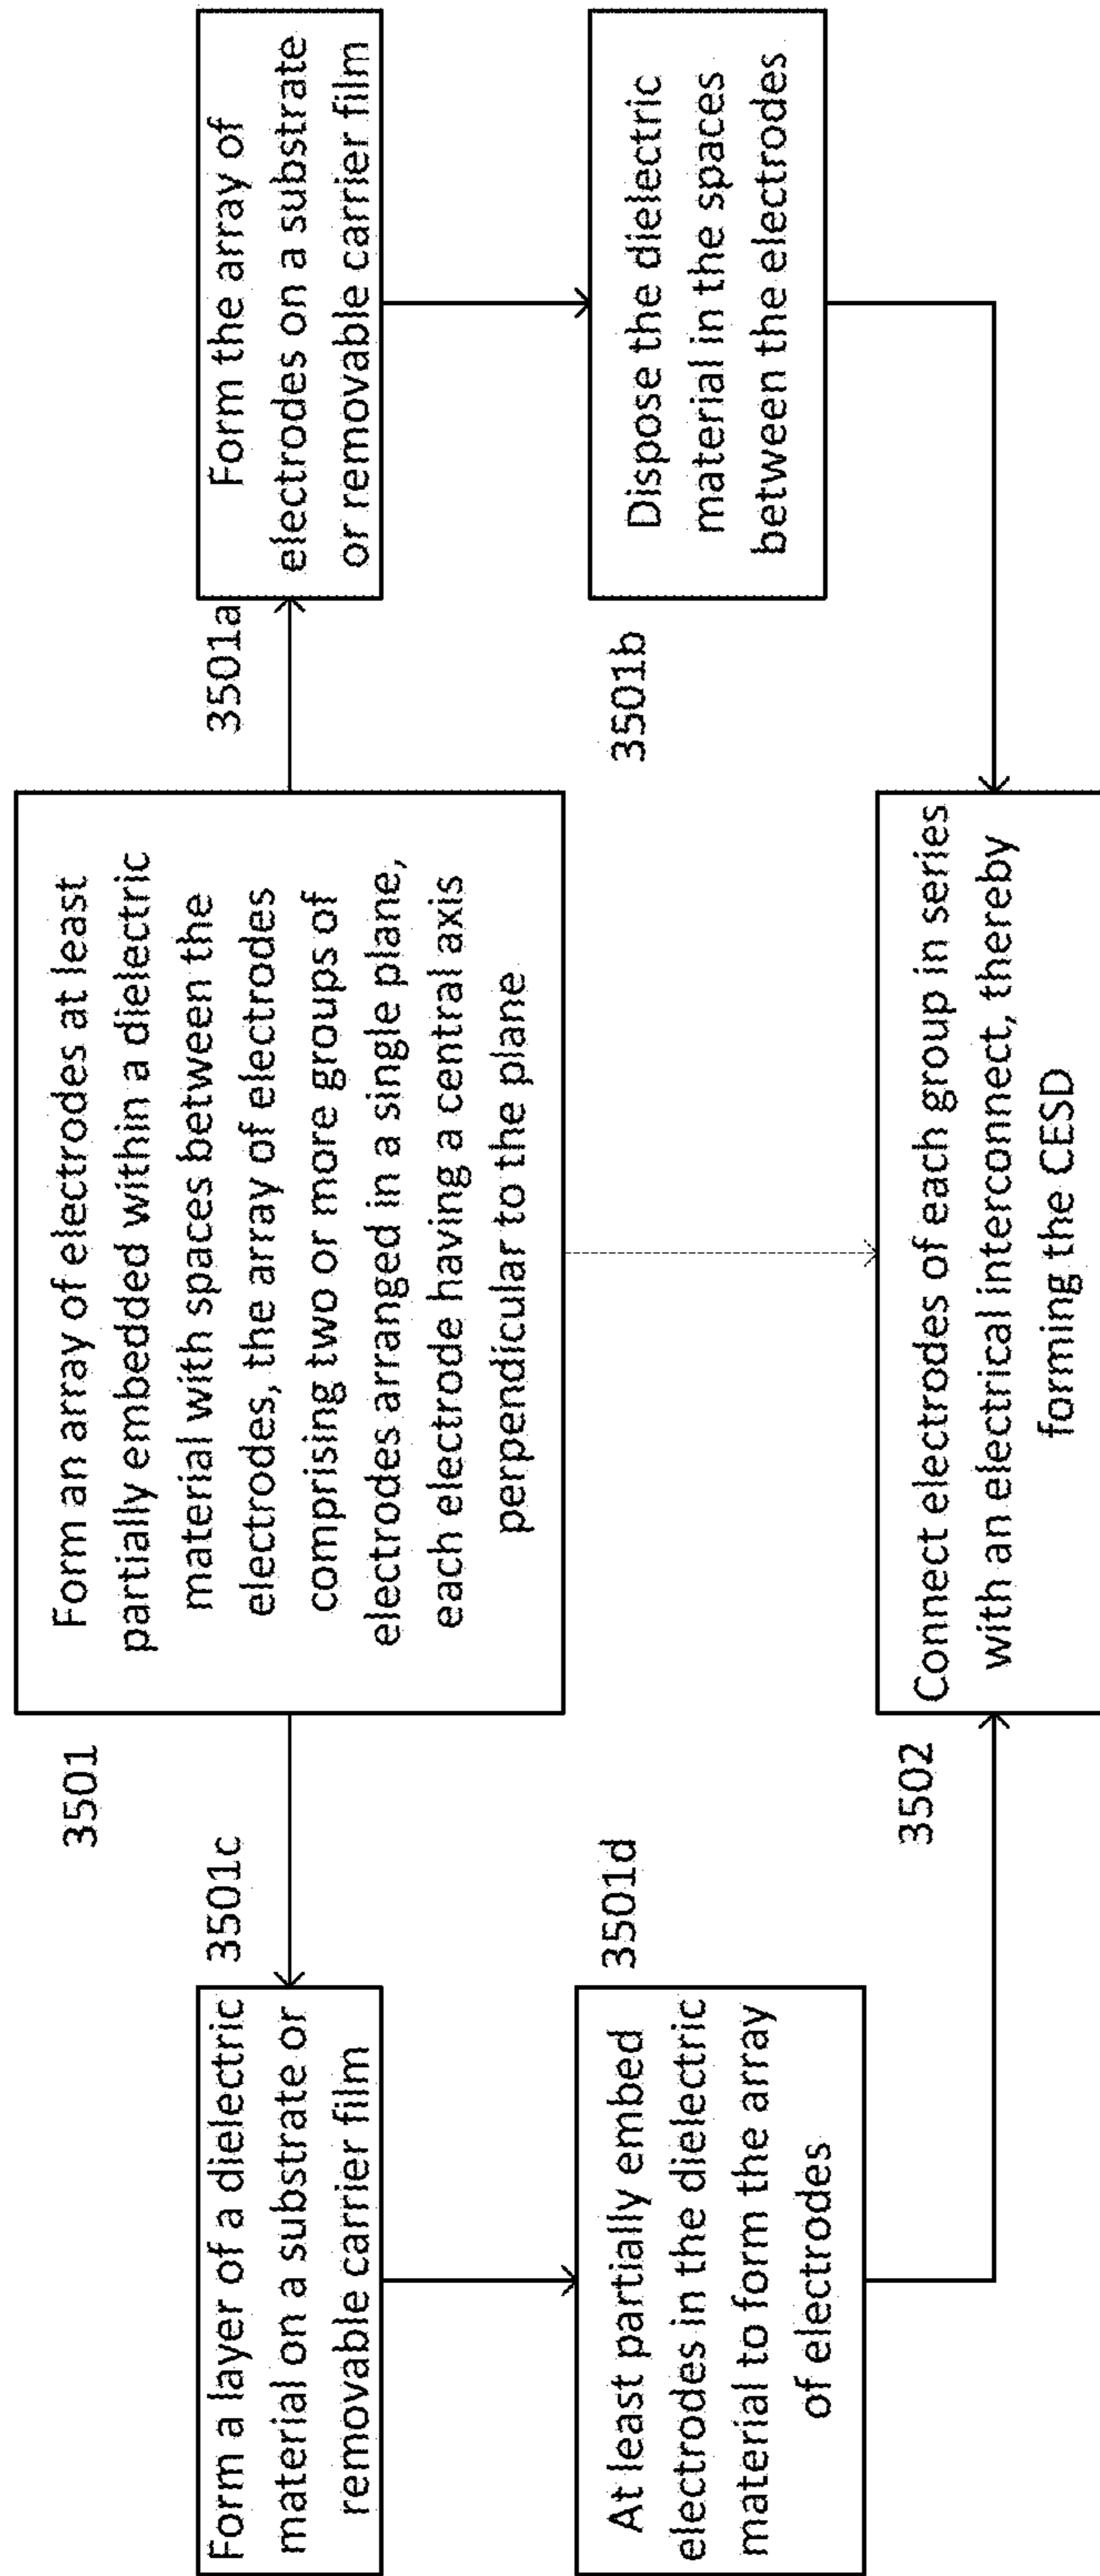 3501
Form an array of electrodes at least
partially embedded within a dielectric
material with spaces between the
electrodes, the array of electrodes
comprising two or more groups of
electrodes arranged in a single plane,
each electrode having a central axis
perpendicular to the plane
3501c
Form a layer of a dielectric
material on a substrate or
removable carrier film
3501a
Form the array of
electrodes on a substrate
or removable carrier film
3501d
At least partially embed
electrodes in the dielectric
material to form the array
of electrodes
3501b
Dispose the dielectric
material in the spaces
between the electrodes
3502
Connect electrodes of each group in series
with an electrical interconnect, thereby
forming the CESD